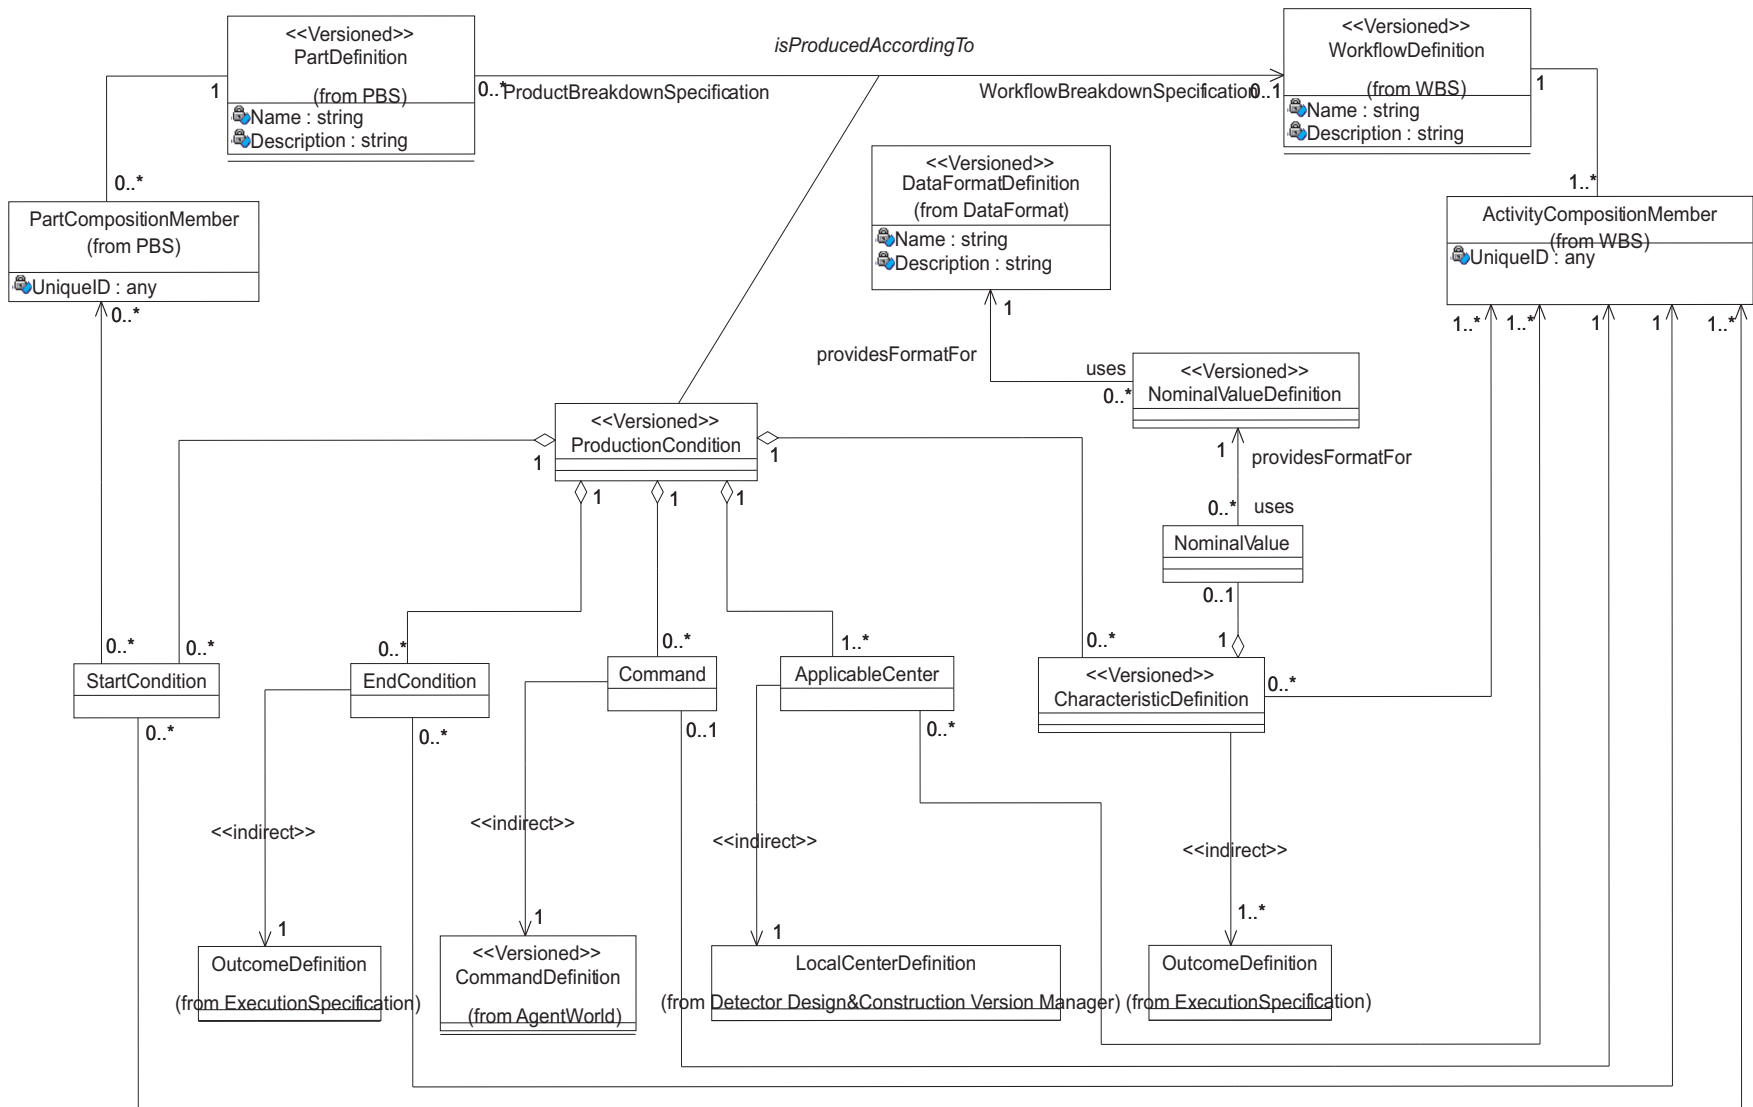 <<Versioned>>
PartDefinition
(from PBS)
Name : string
Description : string
1
0..*
ProductBreakdownSpecification
isProducedAccordingTo
WorkflowBreakdownSpecification
0..1
<<Versioned>>
WorkflowDefinition
(from WBS)
Name : string
Description : string
1
0..*
1..*
PartCompositionMember
(from PBS)
UniqueID : any
0..*
<<Versioned>>
DataFormatDefinition
(from DataFormat)
Name : string
Description : string
1
ActivityCompositionMember
(from WBS)
UniqueID : any
1..*
1..*
1
1
1..*
providesFormatFor
uses
0..*
<<Versioned>>
NominalValueDefinition
1
providesFormatFor
0..*
uses
NominalValue
0..1
1
<<Versioned>>
ProductionCondition
1
1
1
1
1
0..*
0..*
0..*
0..*
1..*
0..*
StartCondition
0..*
EndCondition
0..*
Command
0..1
ApplicableCenter
0..*
<<Versioned>>
CharacteristicDefinition
0..*
<<indirect>>
<<indirect>>
<<indirect>>
<<indirect>>
1
1
1
1..*
OutcomeDefinition
(from ExecutionSpecification)
<<Versioned>>
CommandDefinition
(from AgentWorld)
LocalCenterDefinition
(from Detector Design&Construction Version Manager)
OutcomeDefinition
(from ExecutionSpecification)